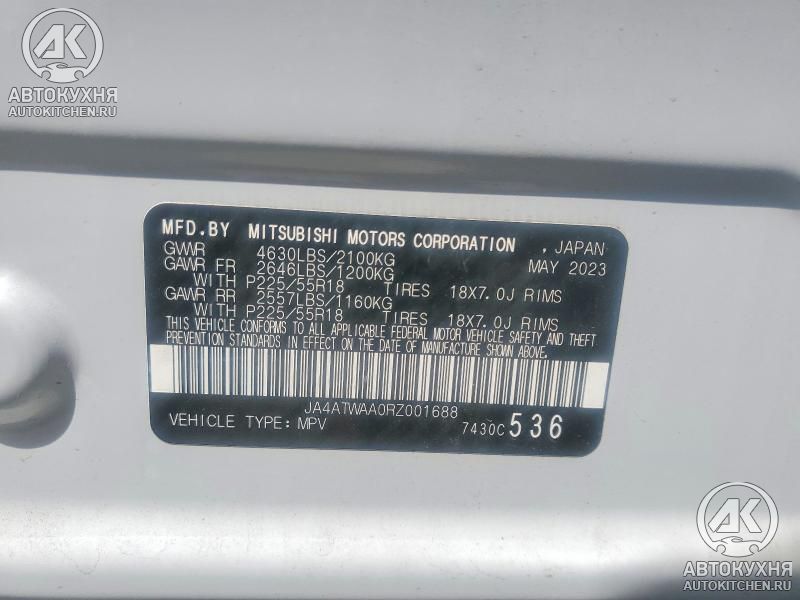 AK
АВТОКУХНЯ
AUTOKITCHEN.RU
MFD.BY MITSUBISHI MOTORS CORPORATION , JAPAN
GVWR 4630LBS/2100KG MAY 2023
GAWR FR 2646LBS/1200KG
WITH P225/55R18 TIRES 18X7.0J RIMS
GAWR RR 2557LBS/1160KG
WITH P225/55R18 TIRES 18X7.0J RIMS
THIS VEHICLE CONFORMS TO ALL APPLICABLE FEDERAL MOTOR VEHICLE SAFETY AND THEFT
PREVENTION STANDARDS IN EFFECT ON THE DATE OF MANUFACTURE SHOWN ABOVE.
JA4ATWAA0RZ001688
VEHICLE TYPE: MPV 7430C 536
AK
АВТОКУХНЯ
AUTOKITCHEN.RU